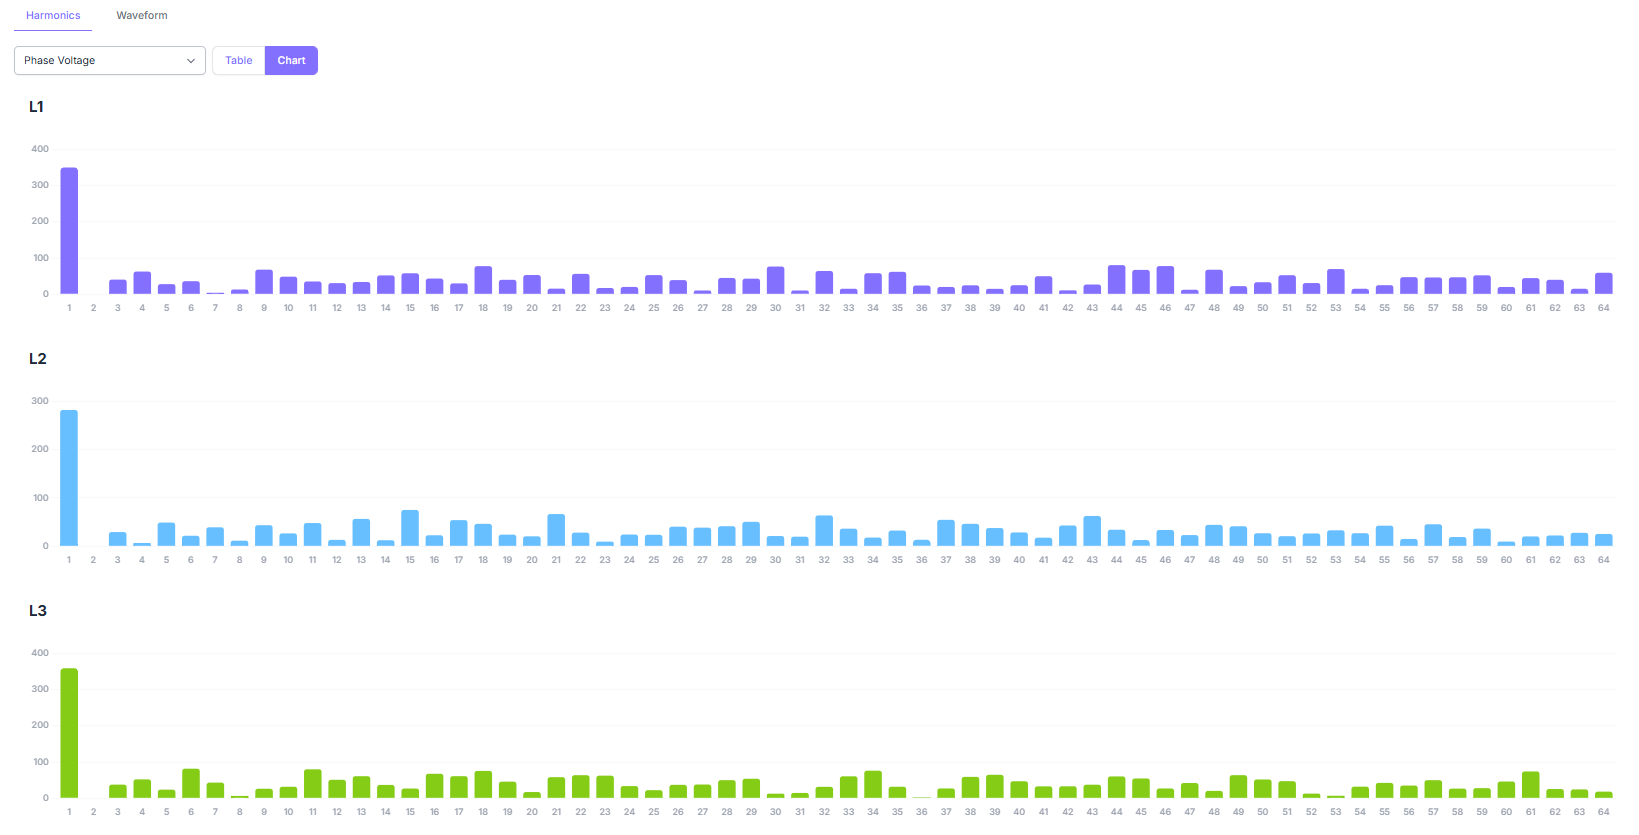 Harmonics Waveform
Phase Voltage Table Chart
L1
400
300
200
100
0
1 2 3 4 5 6 7 8 9 10 11 12 13 14 15 16 17 18 19 20 21 22 23 24 25 26 27 28 29 30 31 32 33 34 35 36 37 38 39 40 41 42 43 44 45 46 47 48 49 50 51 52 53 54 55 56 57 58 59 60 61 62 63 64
L2
300
200
100
0
1 2 3 4 5 6 7 8 9 10 11 12 13 14 15 16 17 18 19 20 21 22 23 24 25 26 27 28 29 30 31 32 33 34 35 36 37 38 39 40 41 42 43 44 45 46 47 48 49 50 51 52 53 54 55 56 57 58 59 60 61 62 63 64
L3
400
300
200
100
0
1 2 3 4 5 6 7 8 9 10 11 12 13 14 15 16 17 18 19 20 21 22 23 24 25 26 27 28 29 30 31 32 33 34 35 36 37 38 39 40 41 42 43 44 45 46 47 48 49 50 51 52 53 54 55 56 57 58 59 60 61 62 63 64